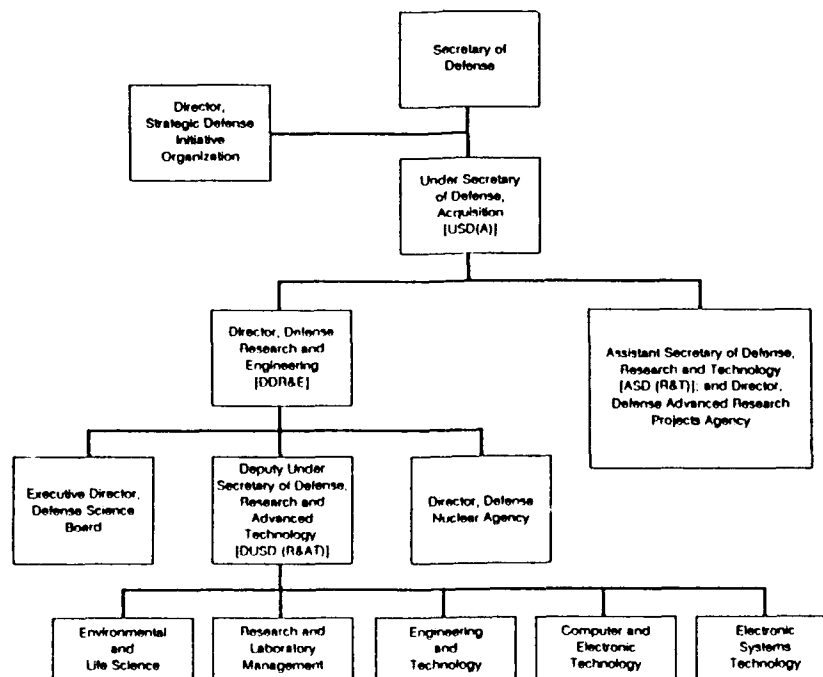 Secretary of
Defense
Director,
Strategic Defense
Initiative
Organization
Under Secretary
of Defense,
Acquisition
[USD(A)]
Director, Defense
Research and
Engineering
[DDR&E]
Assistant Secretary of Defense,
Research and Technology
[ASD (R&T)]; and Director,
Defense Advanced Research
Projects Agency
Executive Director,
Defense Science
Board
Deputy Under
Secretary of Defense,
Research and
Advanced
Technology
[DUSD (R&AT)]
Director, Defense
Nuclear Agency
Environmental
and
Life Science
Research and
Laboratory
Management
Engineering
and
Technology
Computer and
Electronic
Technology
Electronic
Systems
Technology